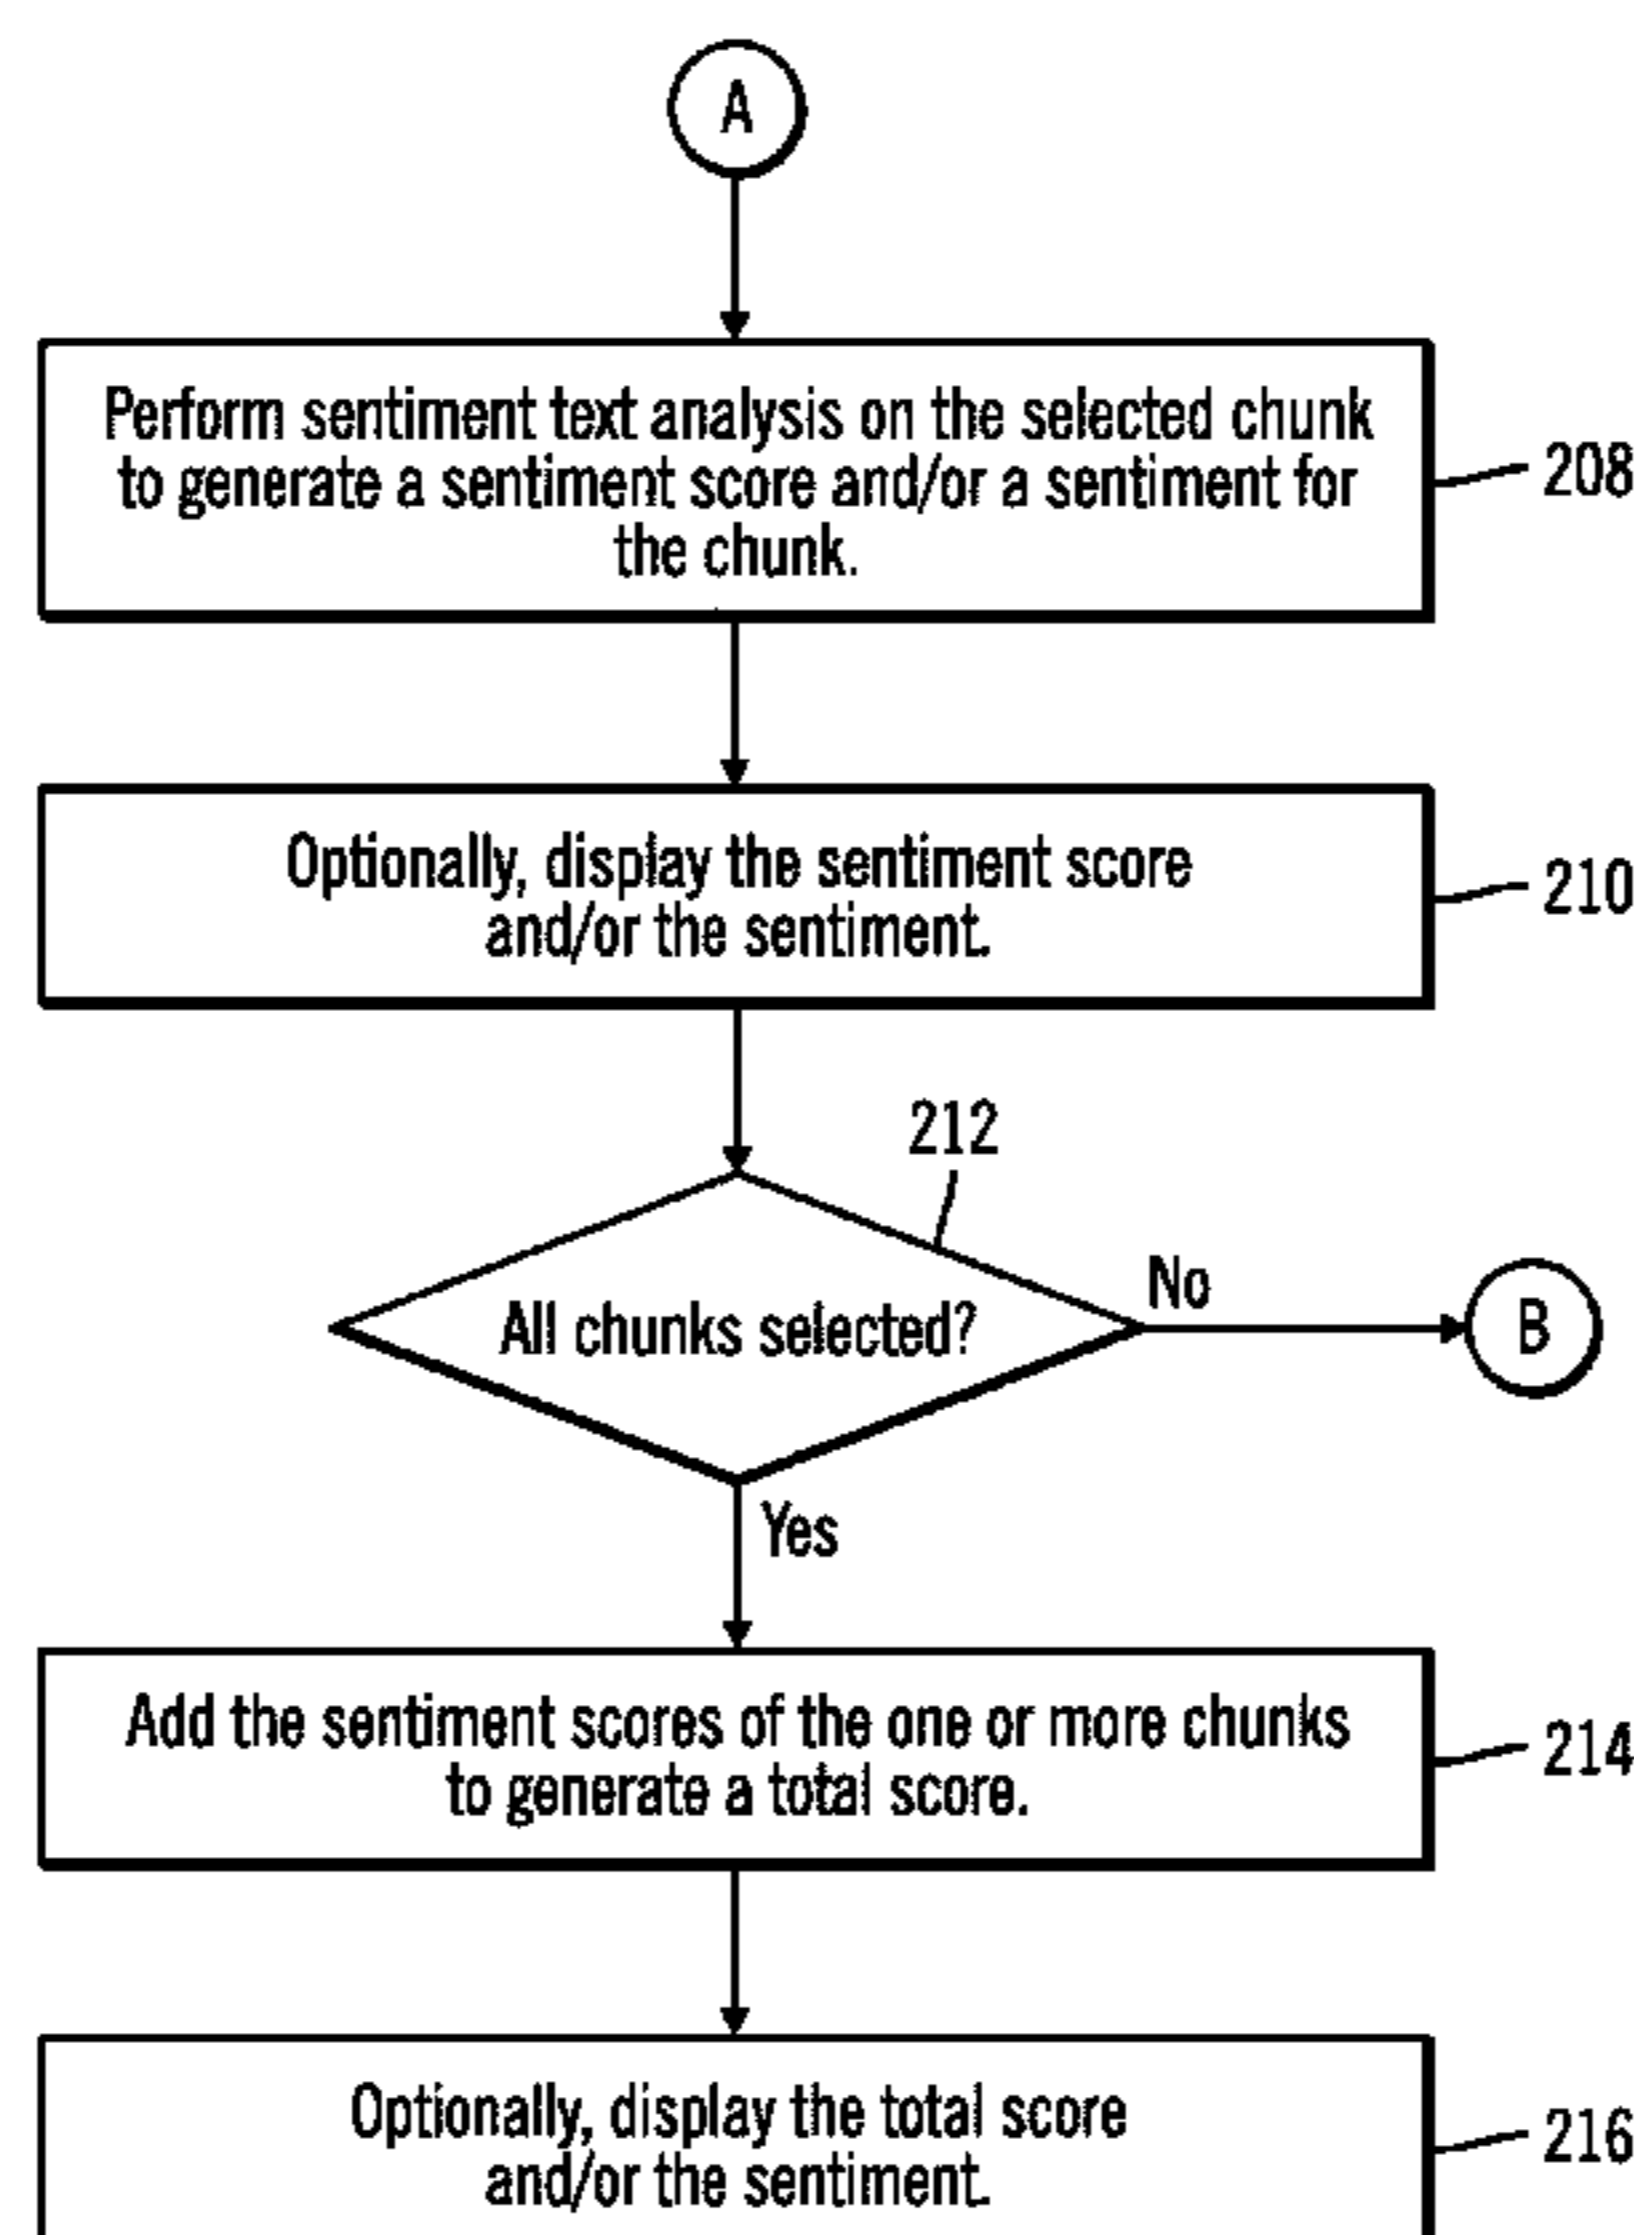 A
Perform sentiment text analysis on the selected chunk
to generate a sentiment score and/or a sentiment for
the chunk.
208
Optionally, display the sentiment score
and/or the sentiment.
210
212
All chunks selected?
No
B
Yes
Add the sentiment scores of the one or more chunks
to generate a total score.
214
Optionally, display the total score
and/or the sentiment.
216